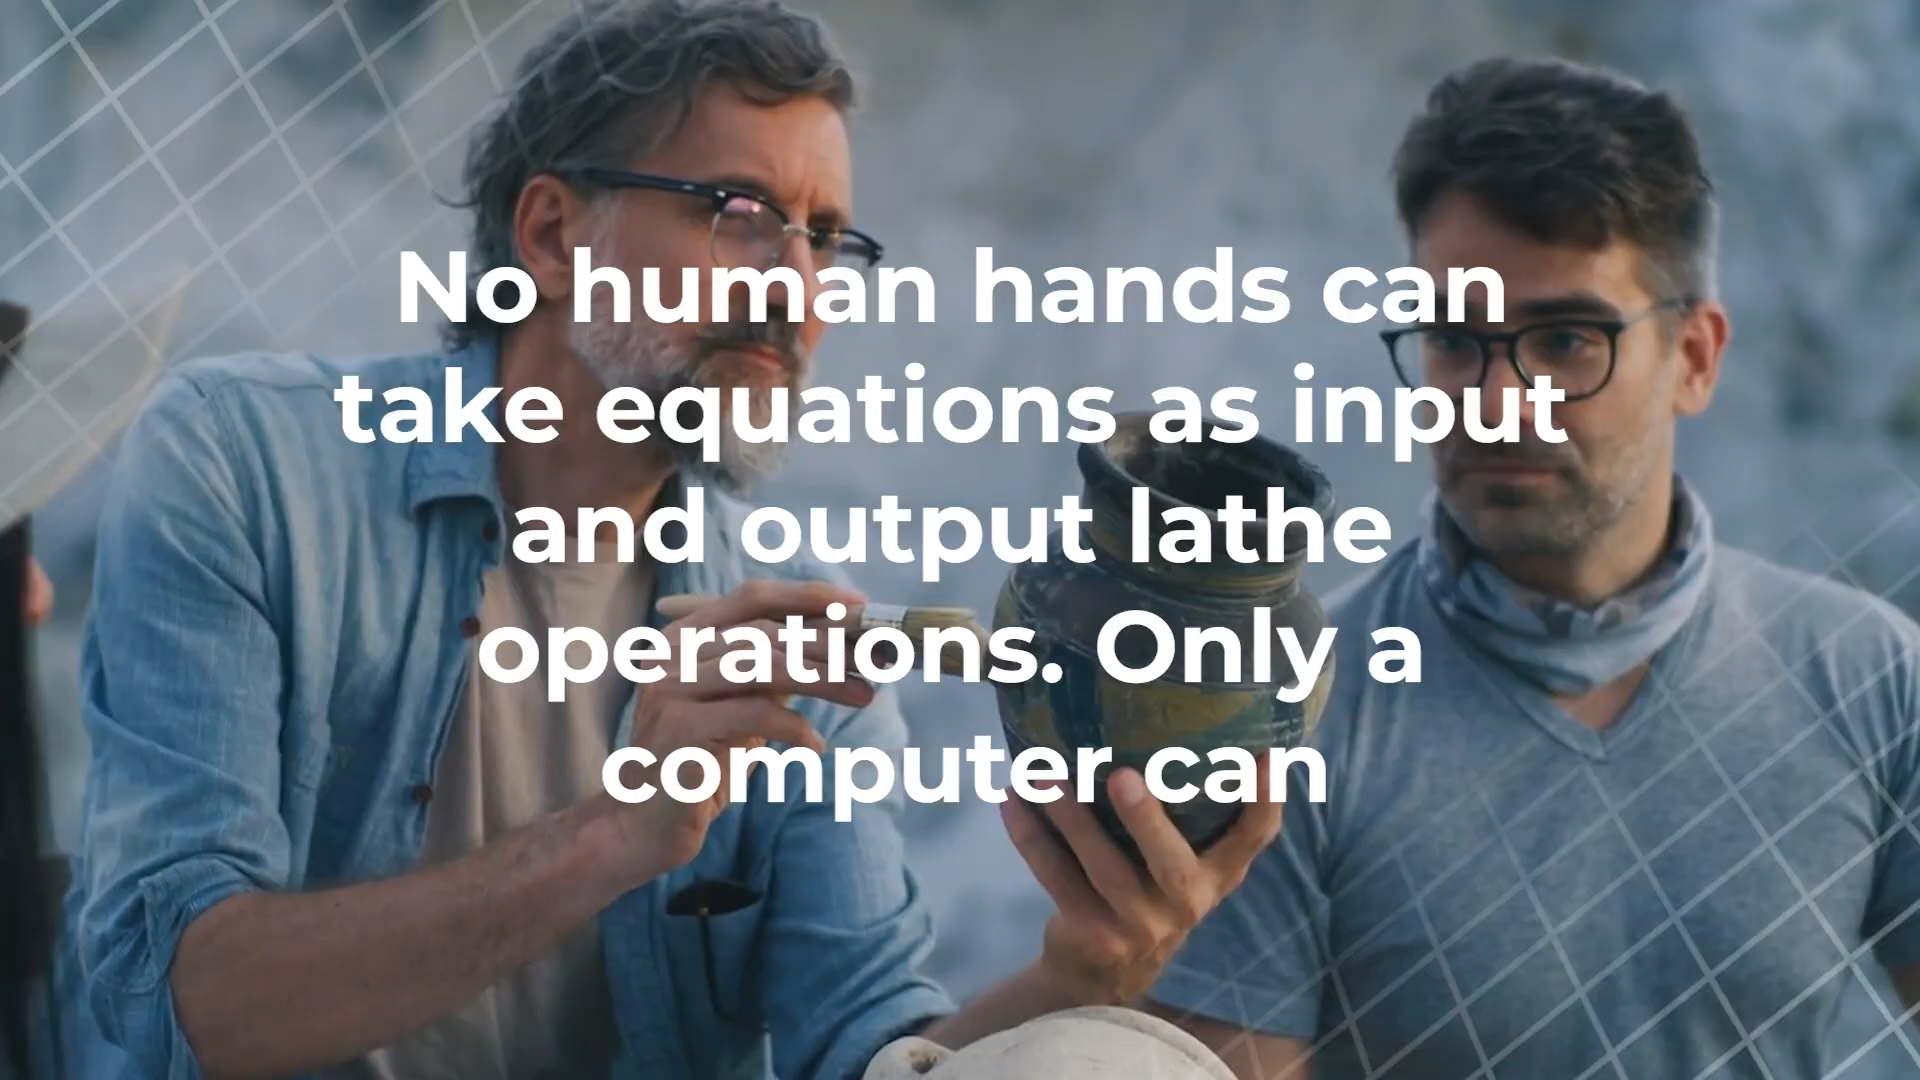 No human hands can
take equations as input
and output lathe
operations. Only a
computer can